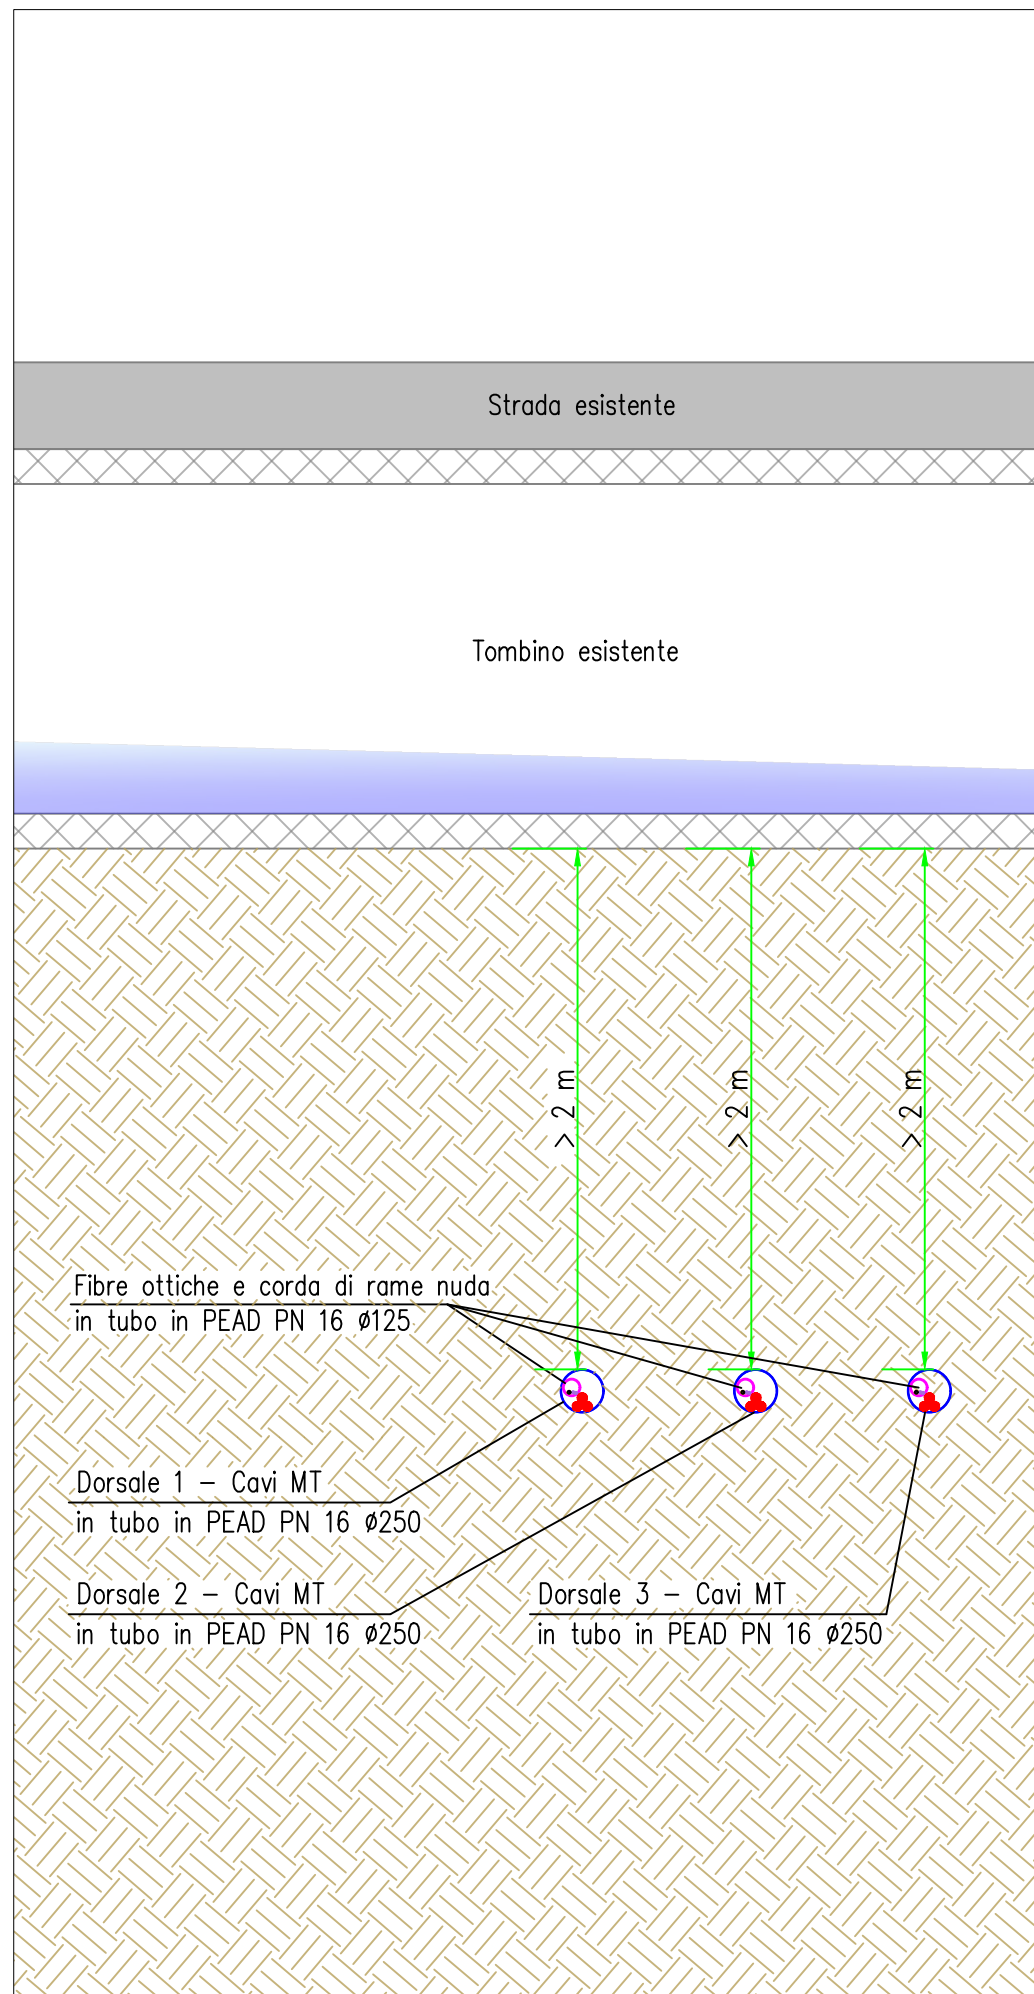 Strada esistente
Tombino esistente
> 2 m
> 2 m
> 2 m
Fibre ottiche e corda di rame nuda
in tubo in PEAD PN 16 ø125
Dorsale 1 – Cavi MT
in tubo in PEAD PN 16 ø250
Dorsale 2 – Cavi MT
in tubo in PEAD PN 16 ø250
Dorsale 3 – Cavi MT
in tubo in PEAD PN 16 ø250